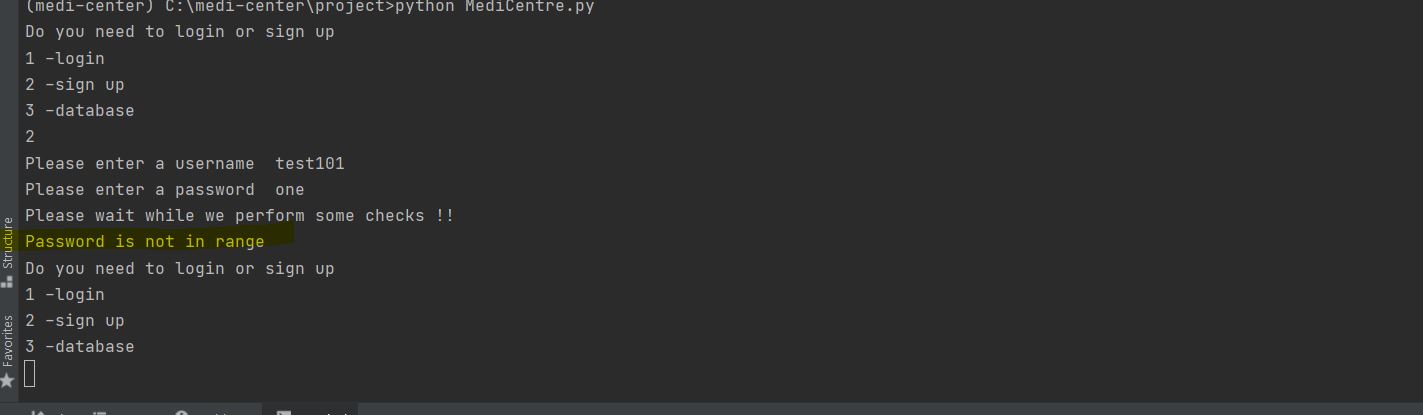 (medi-center) C:\medi-center\project>python MediCentre.py
Do you need to login or sign up
1 -login
2 -sign up
3 -database
2
Please enter a username  test101
Please enter a password  one
Please wait while we perform some checks !!
Password is not in range
Do you need to login or sign up
1 -login
2 -sign up
3 -database
Structure
Favorites